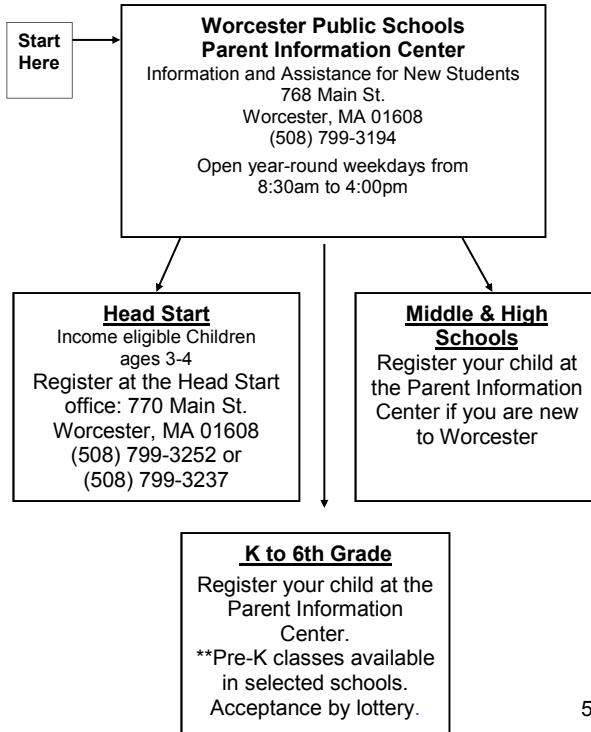 Start
Here
Worcester Public Schools
Parent Information Center
Information and Assistance for New Students
768 Main St.
Worcester, MA 01608
(508) 799-3194
Open year-round weekdays from
8:30am to 4:00pm
Head Start
Income eligible Children
ages 3-4
Register at the Head Start
office: 770 Main St.
Worcester, MA 01608
(508) 799-3252 or
(508) 799-3237
Middle & High
Schools
Register your child at
the Parent Information
Center if you are new
to Worcester
K to 6th Grade
Register your child at the
Parent Information
Center.
**Pre-K classes available
in selected schools.
Acceptance by lottery.
5